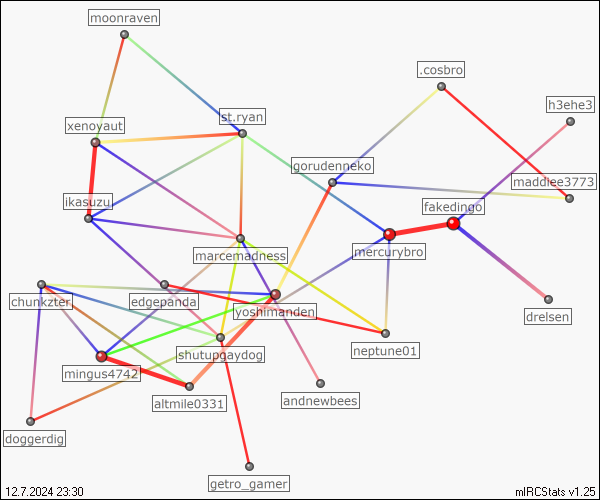 moonraven
.cosbro
h3ehe3
st.ryan
xenoyaut
gorudenneko
maddiee3773
ikasuzu
fakeding6
marcemadness
mercurybro
chunkzter
edgepanda
yoshimanden
drelsen
shutupgaydog
neptune01
mingus4742
altmile0331
andnewbees
doggerdig
getro_gamer
12.7.2024 23:30
mIRCStats v1.25